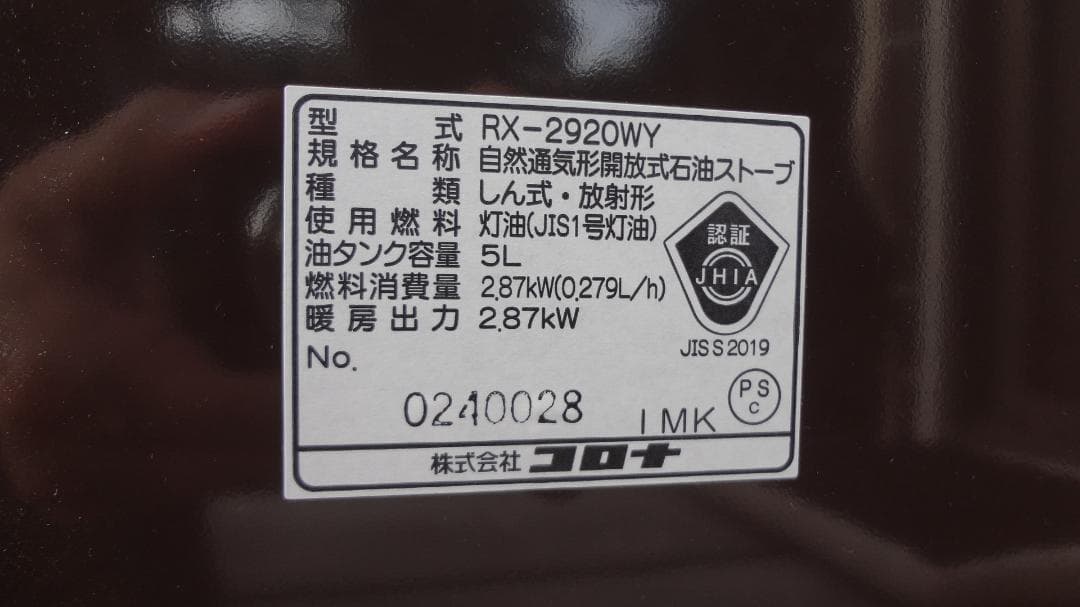 型式 RX-2920WY
規格名称 自然通気形開放式石油ストーブ
種類 しん式・放射形
使用燃料 灯油(JIS1号灯油)
油タンク容量 5L
燃料消費量 2.87kW(0.279L/h)
暖房出力 2.87kW
認証
JHIA
JIS S 2019
No.
0240028 IMK
PS
C
株式会社 コロナ